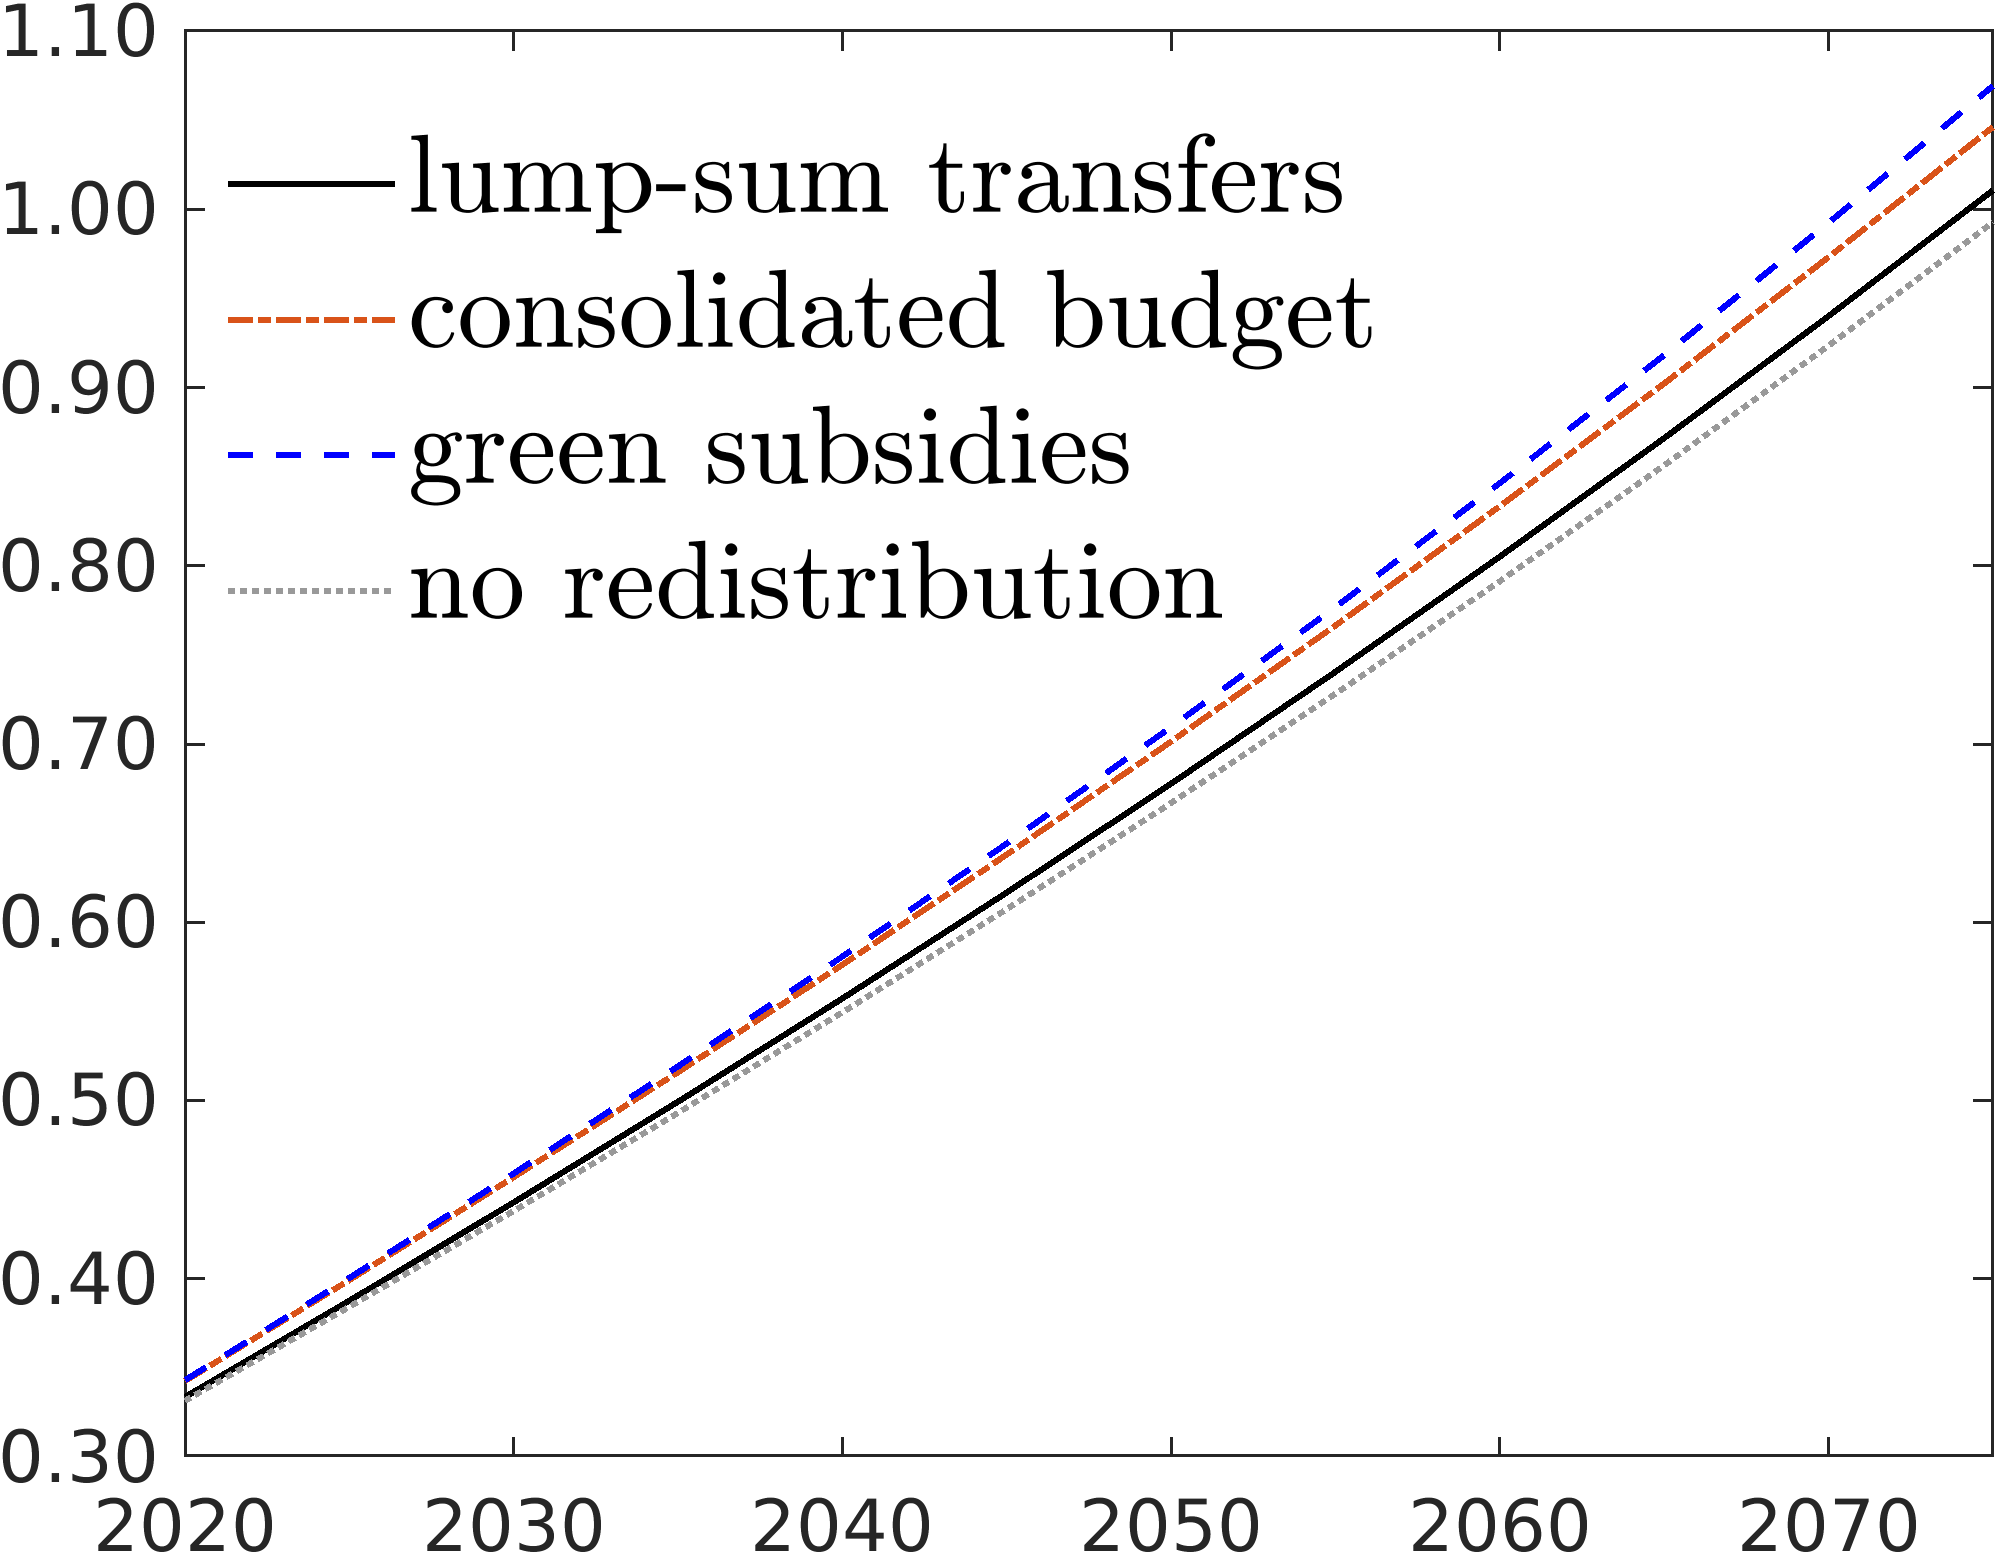 1.10
1.00
0.90
0.80
0.70
0.60
0.50
0.40
0.30
lump-sum transfers
consolidated budget
green subsidies
no redistribution
2020 2030 2040 2050 2060 2070